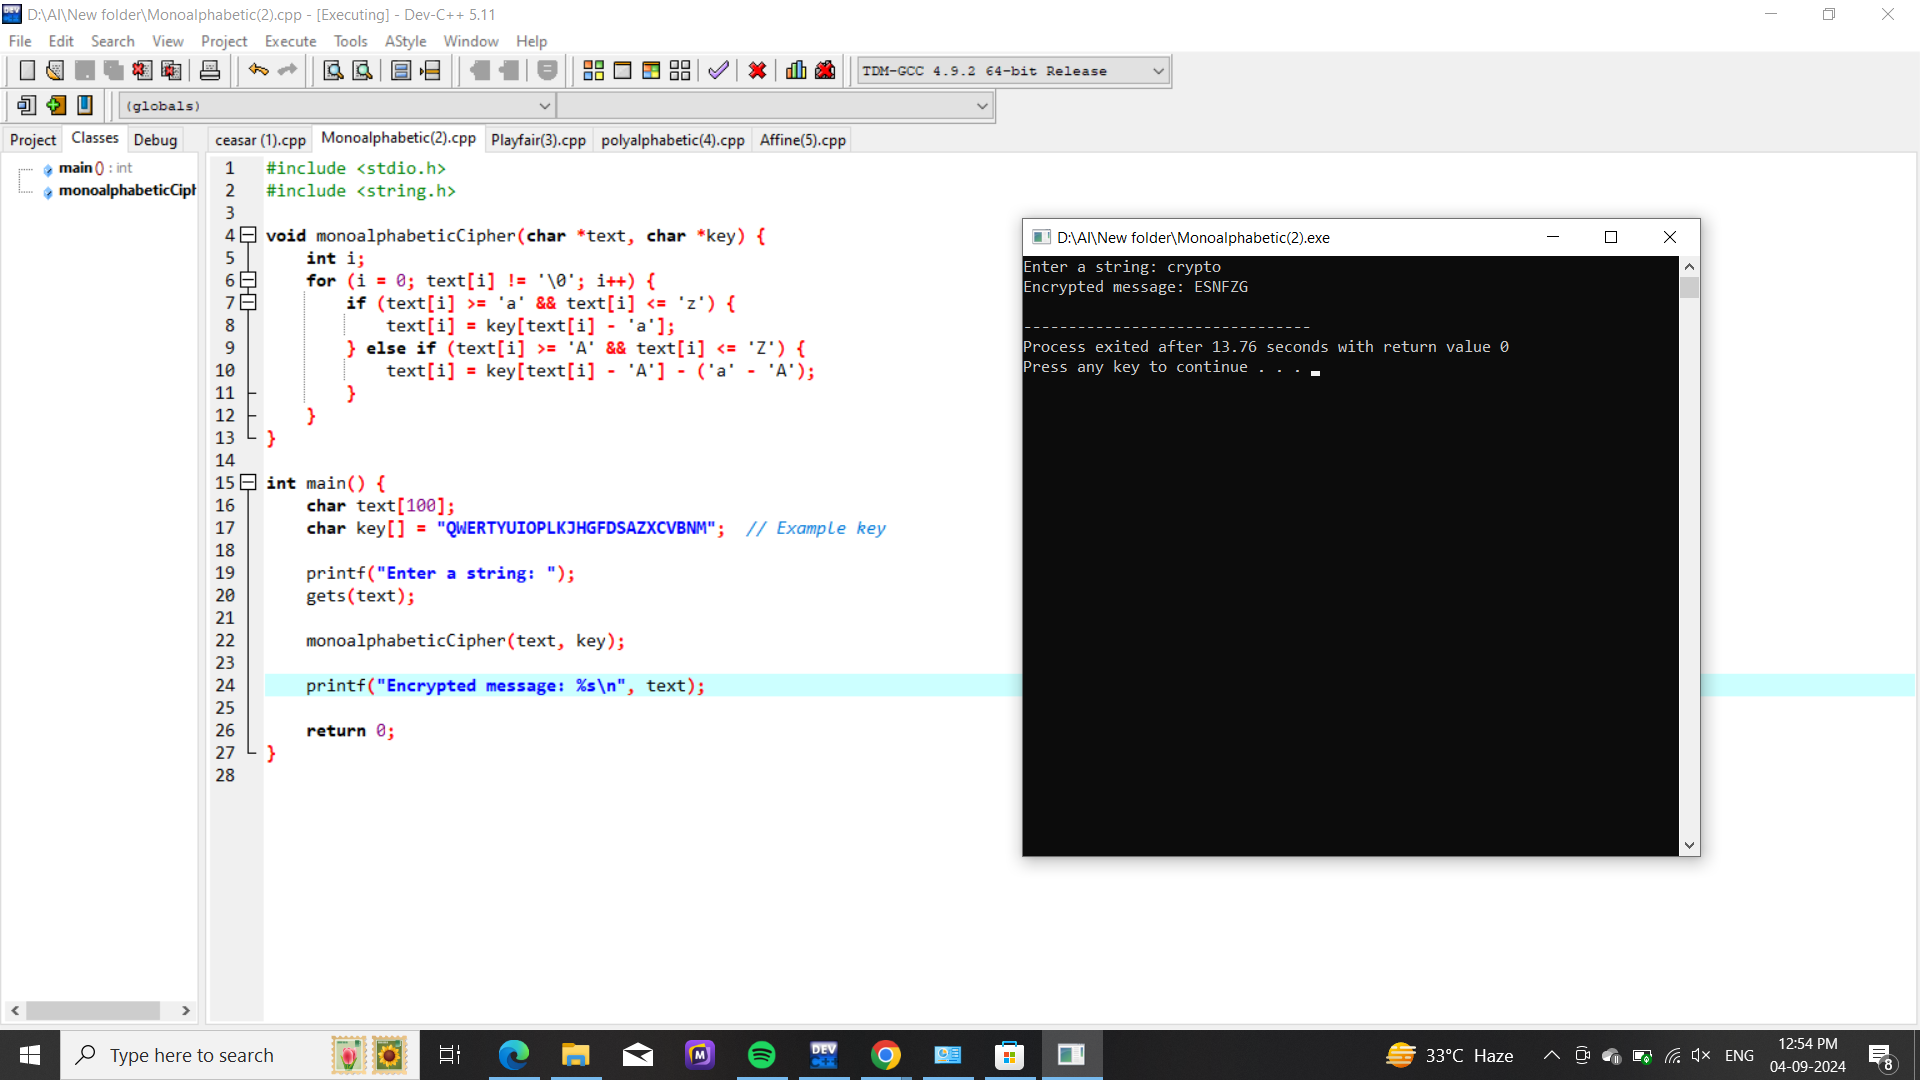 D:\AI\New folder\Monoalphabetic(2).cpp - [Executing] - Dev-C++ 5.11
File Edit Search View Project Execute Tools AStyle Window Help
TDM-GCC 4.9.2 64-bit Release
(globals)
Project Classes Debug
ceasar (1).cpp Monoalphabetic(2).cpp Playfair(3).cpp polyalphabetic(4).cpp Affine(5).cpp
main () : int
monoalphabeticCiph
1 #include <stdio.h>
2 #include <string.h>
3
4 void monoalphabeticCipher(char *text, char *key) {
5 int i;
6 for (i = 0; text[i] != '\0'; i++) {
7 if (text[i] >= 'a' && text[i] <= 'z') {
8 text[i] = key[text[i] - 'a'];
9 } else if (text[i] >= 'A' && text[i] <= 'Z') {
10 text[i] = key[text[i] - 'A'] - ('a' - 'A');
11 }
12 }
13 }
14
15 int main() {
16 char text[100];
17 char key[] = "QWERTYUIOPLKJHGFDSAZXCVBNM"; // Example key
18
19 printf("Enter a string: ");
20 gets(text);
21
22 monoalphabeticCipher(text, key);
23
24 printf("Encrypted message: %s\n", text);
25
26 return 0;
27 }
28
D:\AI\New folder\Monoalphabetic(2).exe
Enter a string: crypto
Encrypted message: ESNFZG
--------------------------------
Process exited after 13.76 seconds with return value 0
Press any key to continue . . .
Type here to search
DEV
C++
M
33°C Haze
ENG
12:54 PM
04-09-2024
8